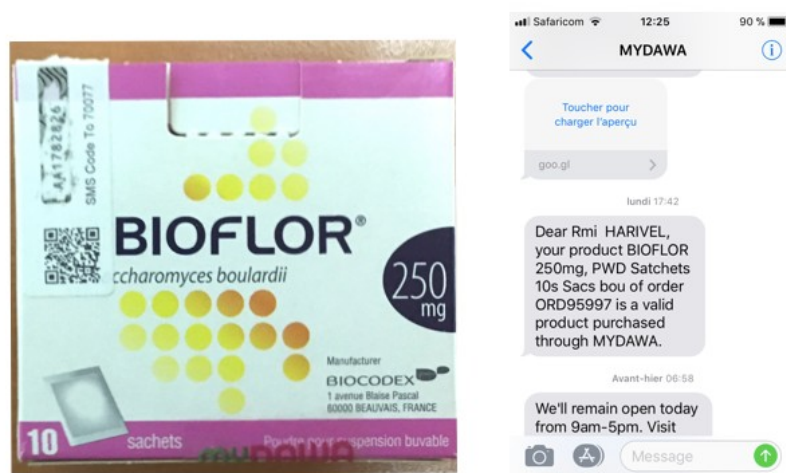 AA1782826
SMS Code To 70077
BIOFLOR®
ccharomyces boulardii
250
mg
Manufacturer
BIOCODEX
1 avenue Blaise Pascal
60000 BEAUVAIS, FRANCE
10 sachets
Poudre pour suspension buvable
MYDAWA
Safaricom 12:25 90 %
MYDAWA
Toucher pour
charger l'aperçu
goo.gl
lundi 17:42
Dear Rmi HARIVEL,
your product BIOFLOR
250mg, PWD Satchets
10s Sacs bou of order
ORD95997 is a valid
product purchased
through MYDAWA.
Avant-hier 06:58
We'll remain open today
from 9am-5pm. Visit
Message